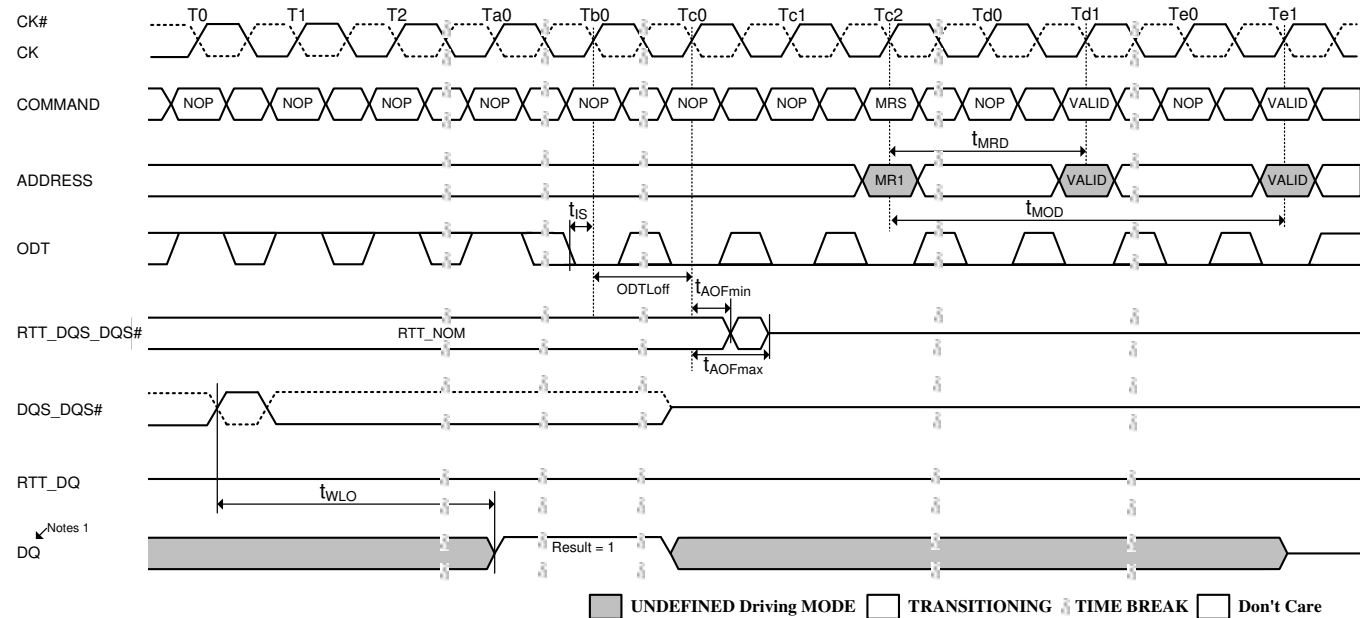 T0 T1 T2 Ta0 Tb0 Tc0 Tc1 Tc2 Td0 Td1 Te0 Te1
CK#
CK
COMMAND NOP NOP NOP NOP NOP NOP NOP MRS NOP VALID NOP VALID
tMRD
ADDRESS MR1 VALID VALID
tIS tMOD
ODT
ODTLoff tAOFmin
RTT_DQS_DQS# RTT_NOM
tAOFmax
DQS_DQS#
RTT_DQ
tWLO
Notes 1
DQ Result = 1
UNDEFINED Driving MODE TRANSITIONING TIME BREAK Don't Care